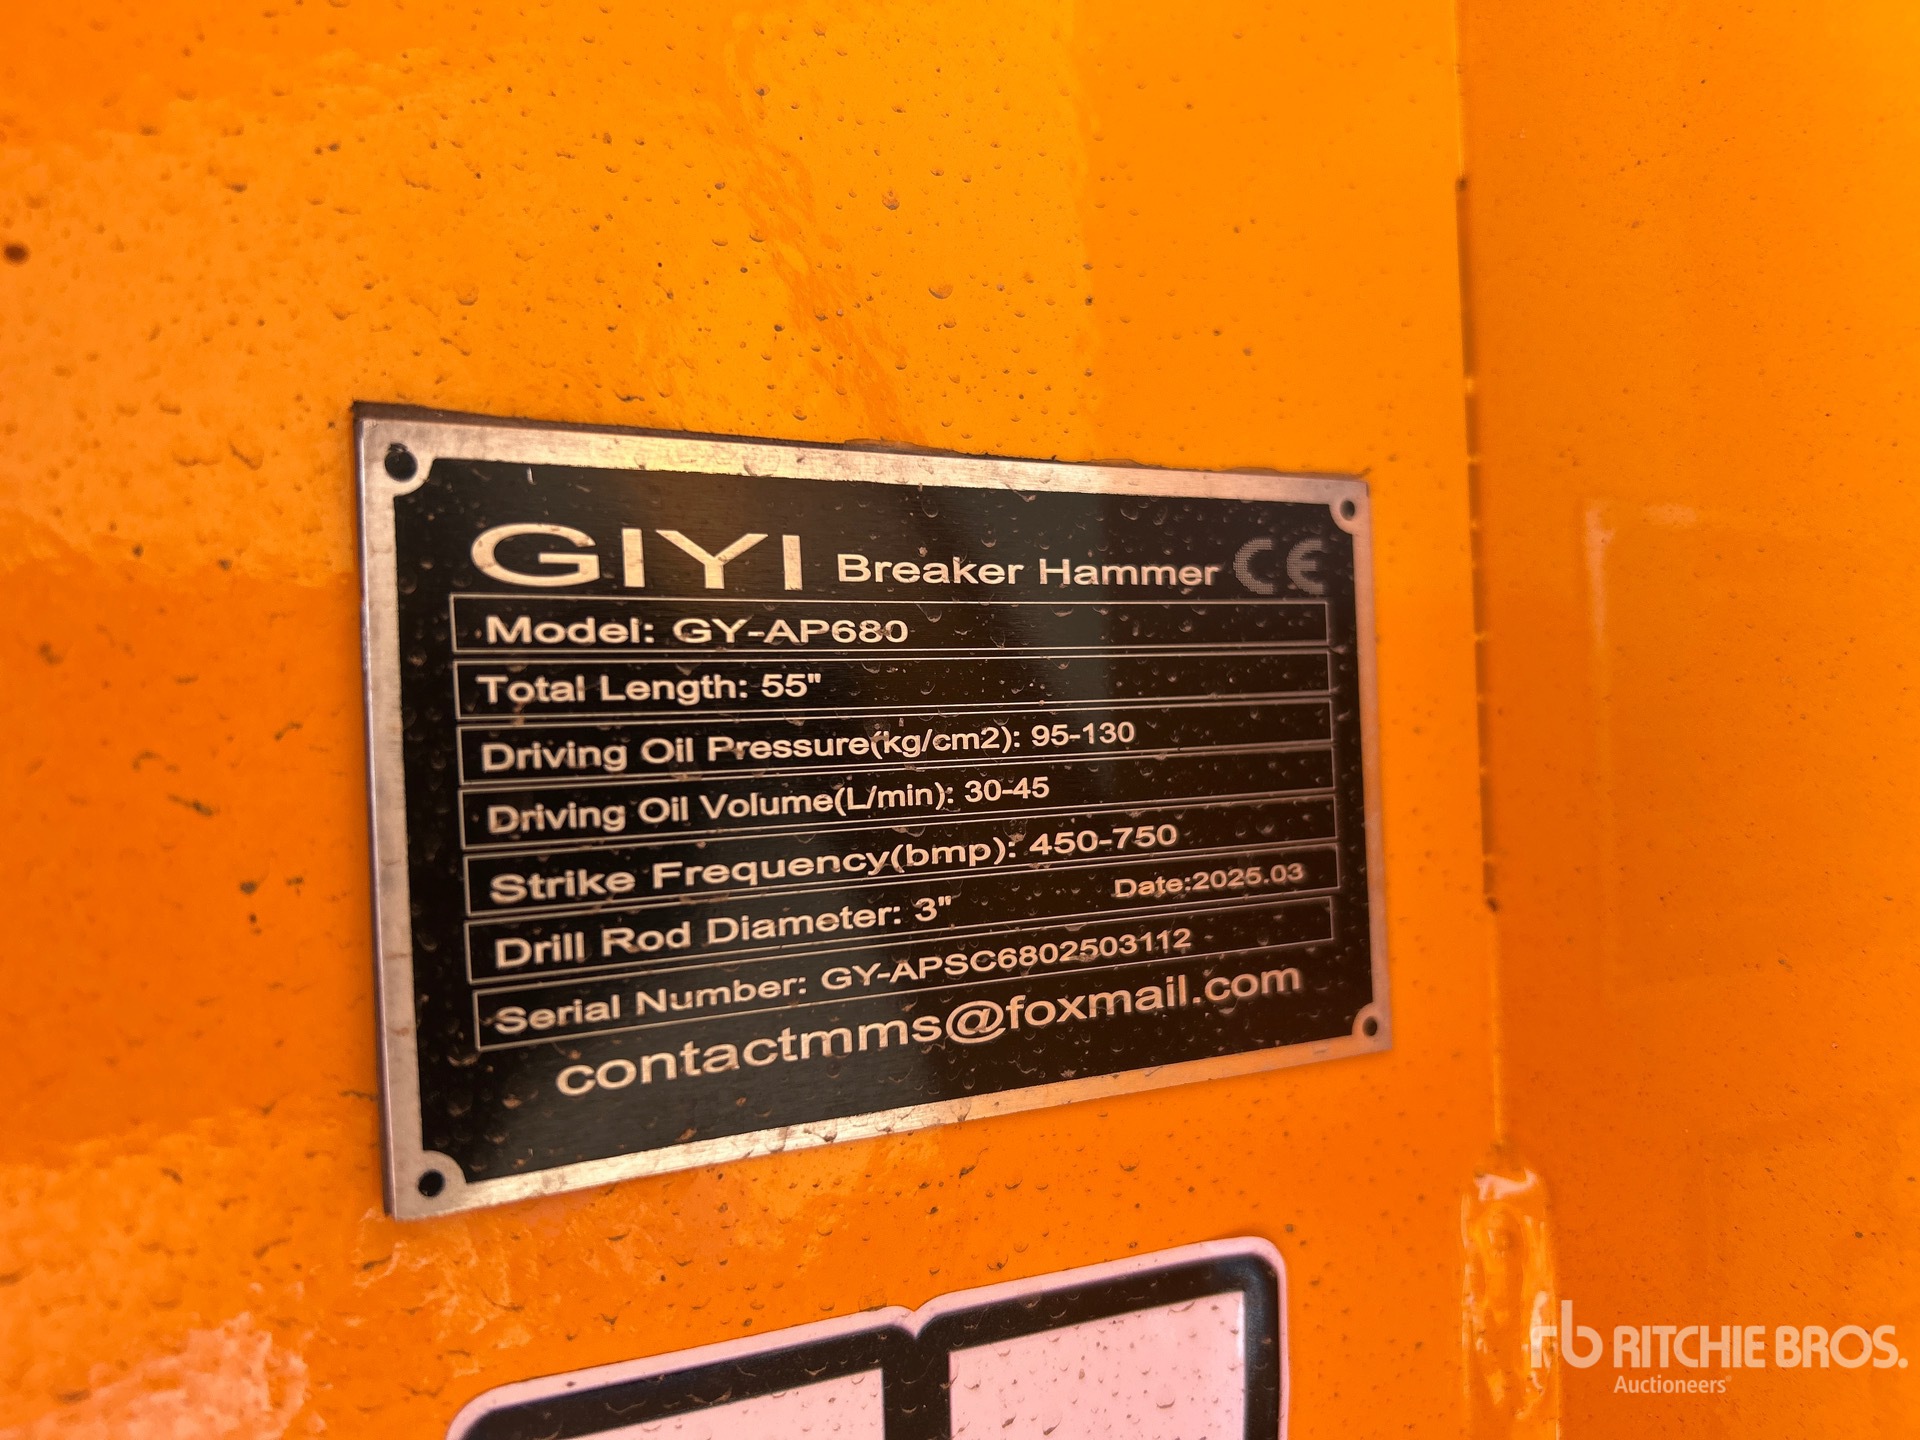 GIYI Breaker Hammer CE
Model: GY-AP680
Total Length: 55"
Driving Oil Pressure(kg/cm2): 95-130
Driving Oil Volume(L/min): 30-45
Strike Frequency(bmp): 450-750
Drill Rod Diameter: 3" Date:2025.03
Serial Number: GY-APSC6802503112
contactmms@foxmail.com
rb RITCHIE BROS.
Auctioneers